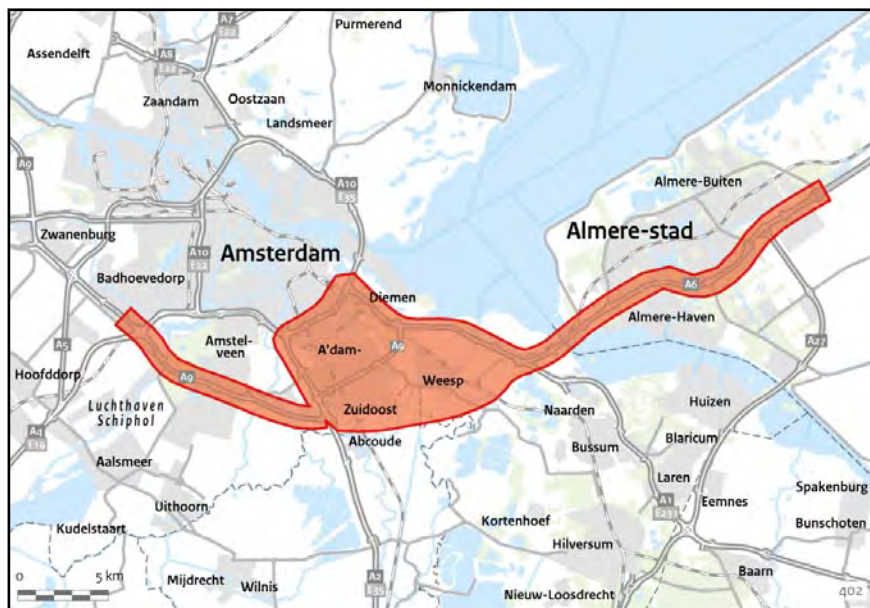 Assendelft
A8
E22
A7
E22
Purmerend
Monnickendam
Zaandam
Oostzaan
Landsmeer
A9
A10
E35
Almere-Buiten
Zwanenburg
A10
E22
Amsterdam
Almere-stad
Badhoevedorp
Diemen
A6
Almere-Haven
A5
Amstel-
veen
A'dam-
Zuidoost
A9
Weesp
A27
Hoofddorp
A9
Luchthaven
Schiphol
A4
E19
Abcoude
Naarden
Bussum
Huizen
Blaricum
Laren
Aalsmeer
Uithoorn
A1
E231
Eemnes
Spakenburg
Bunschoten
Kudelstaart
Kortenhoef
Hilversum
Baarn
Mijdrecht
Wilnis
A2
E35
Nieuw-Loosdrecht
0 5 km
402